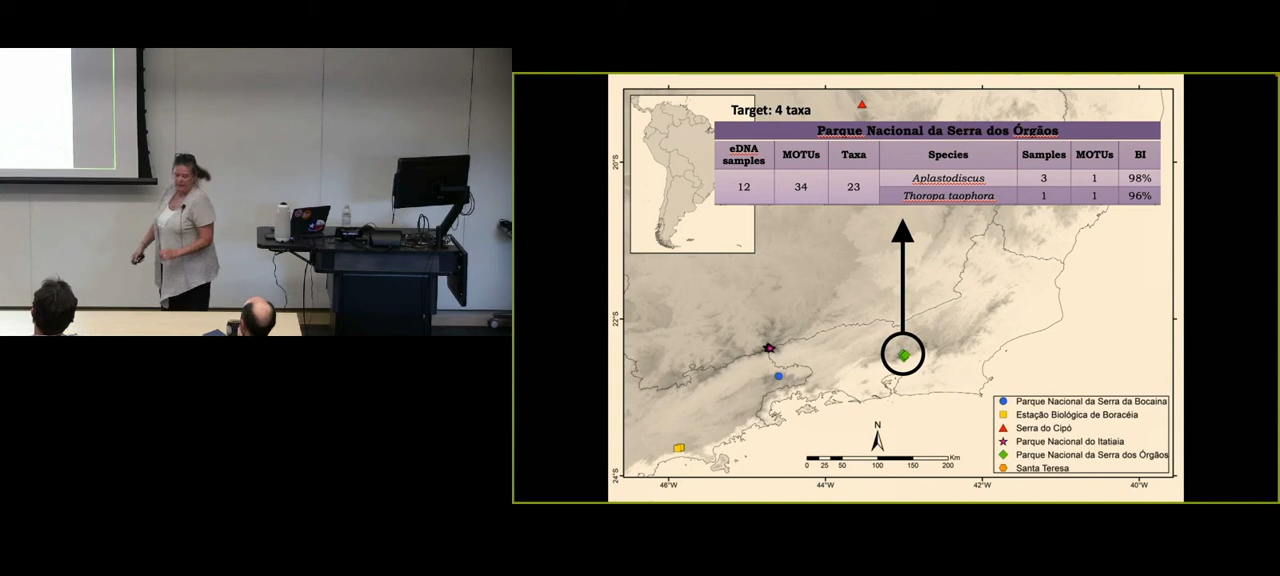 Target: 4 taxa
Parque Nacional da Serra dos Órgãos
eDNA samples MOTUs Taxa Species Samples MOTUs BI
12 34 23 Aplastodiscus 3 1 98%
Thoropa taophora 1 1 96%
20°S
22°S
24°S
N
0 25 50 100 150 200 Km
Parque Nacional da Serra da Bocaina
Estação Biológica de Boracéia
Serra do Cipó
Parque Nacional do Itatiaia
Parque Nacional da Serra dos Órgãos
Santa Teresa
46°W 44°W 42°W 40°W